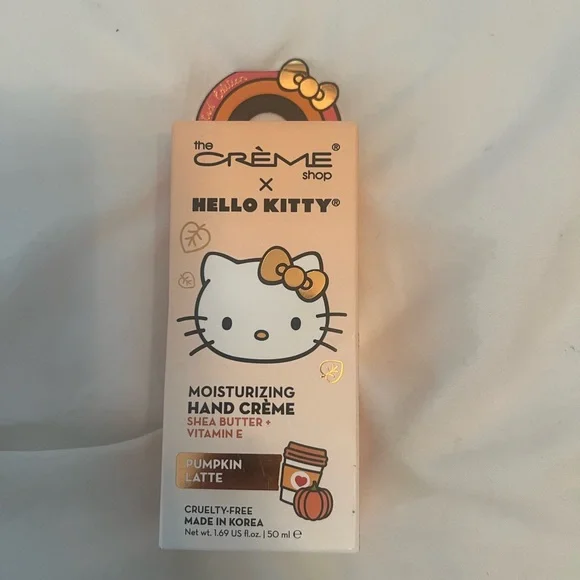 the
CRÈME®
shop
×
HELLO KITTY®
MOISTURIZING
HAND CRÈME
SHEA BUTTER +
VITAMIN E
PUMPKIN
LATTE
CRUELTY-FREE
MADE IN KOREA
Net wt. 1.69 US fl.oz. | 50 ml ℮